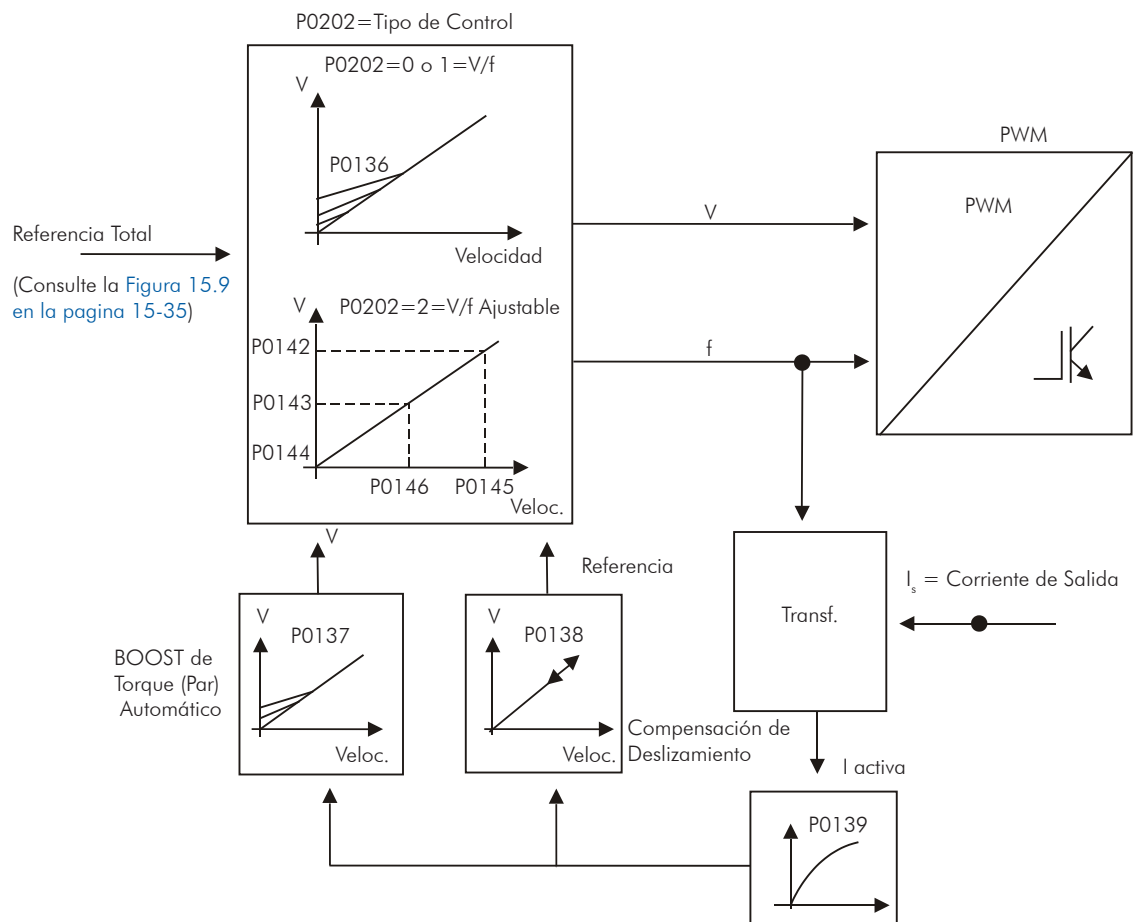 P0202=Tipo de Control
P0202=0 o 1=V/f
V
P0136
Velocidad
Referencia Total
(Consulte la Figura 15.9
en la pagina 15-35)
P0202=2=V/f Ajustable
V
P0142
P0143
P0144
P0146
P0145
Veloc.
V
f
PWM
PWM
V
Referencia
BOOST de
Torque (Par)
Automático
V
P0137
Veloc.
V
P0138
Veloc.
Compensación de
Deslizamiento
Transf.
Is = Corriente de Salida
I activa
P0139